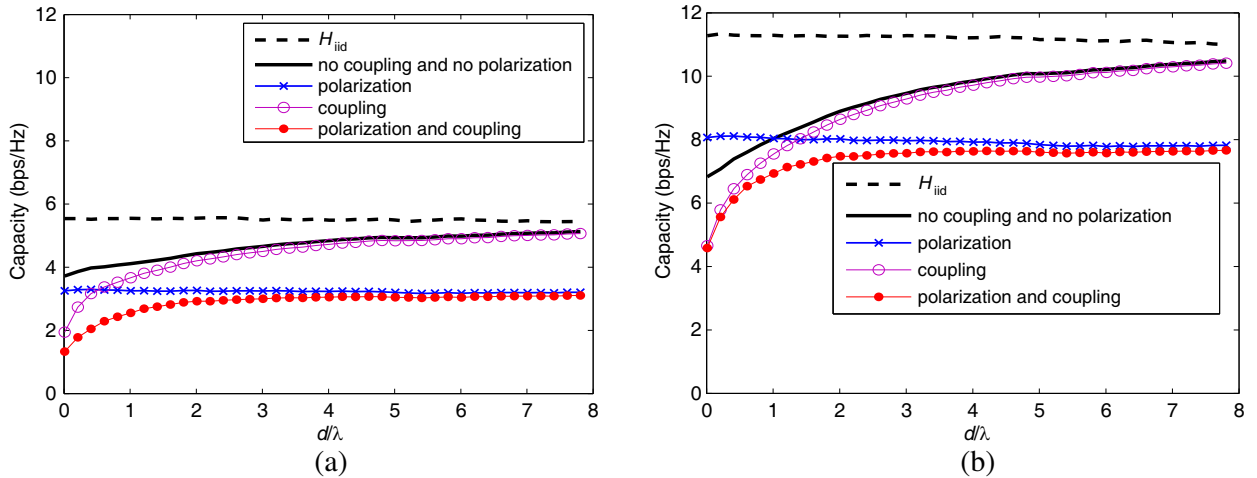 12
10
8
6
4
2
0
Capacity (bps/Hz)
H iid
no coupling and no polarization
polarization
coupling
polarization and coupling
0 1 2 3 4 5 6 7 8
d/λ
(a)
12
10
8
6
4
2
0
Capacity (bps/Hz)
H iid
no coupling and no polarization
polarization
coupling
polarization and coupling
0 1 2 3 4 5 6 7 8
d/λ
(b)